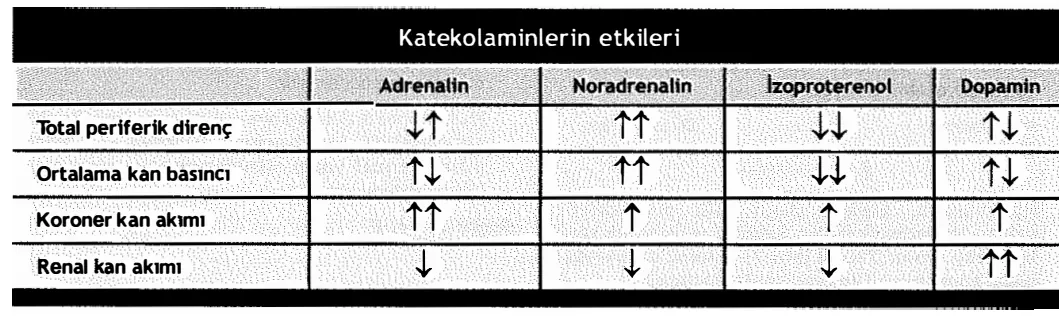 Katekolaminlerin etkileri
Adrenalin Noradrenalin İzoproterenol Dopamin
Total periferik direnç ↓↑ ↑↑ ↓↓ ↑↓
Ortalama kan basıncı ↑↓ ↑↑ ↓↓ ↑↓
Koroner kan akımı ↑↑ ↑ ↑ ↑
Renal kan akımı ↓ ↓ ↓ ↑↑